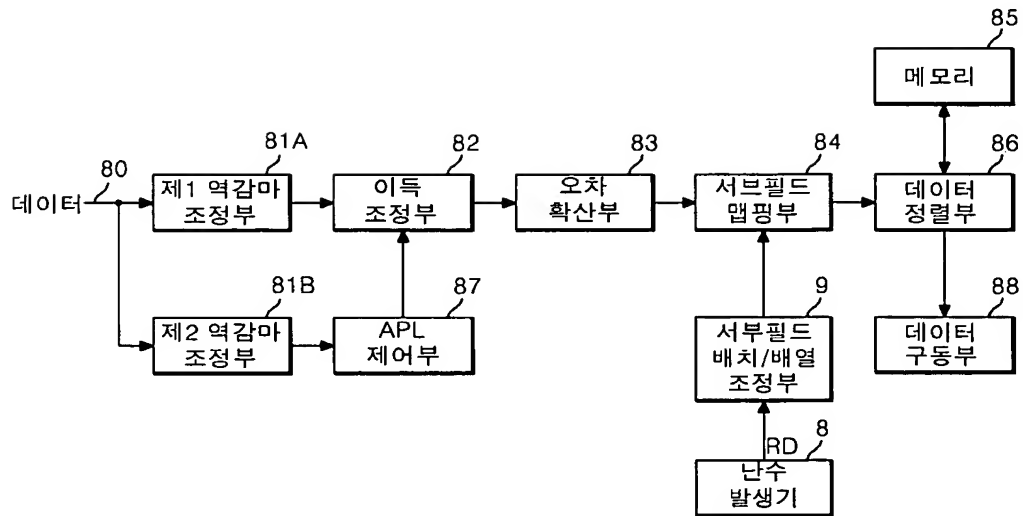 85
메모리
80
81A
82
83
84
86
데이터
제1 역감마
조정부
이득
조정부
오차
확산부
서브필드
맵핑부
데이터
정렬부
81B
87
9
88
제2 역감마
조정부
APL
제어부
서부필드
배치/배열
조정부
데이터
구동부
RD
8
난수
발생기